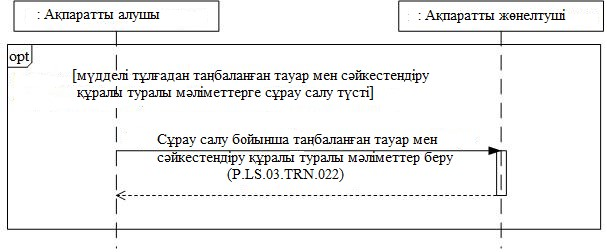 : Ақпаратты алушы
: Ақпаратты жөнелтуші
opt
[мүдделі тұлғадан таңбаланған тауар мен сәйкестендіру
құралы туралы мәліметтерге сұрау салу түсті]
Сұрау салу бойынша таңбаланған тауар мен
сәйкестендіру құралы туралы мәліметтер беру
(P.LS.03.TRN.022)